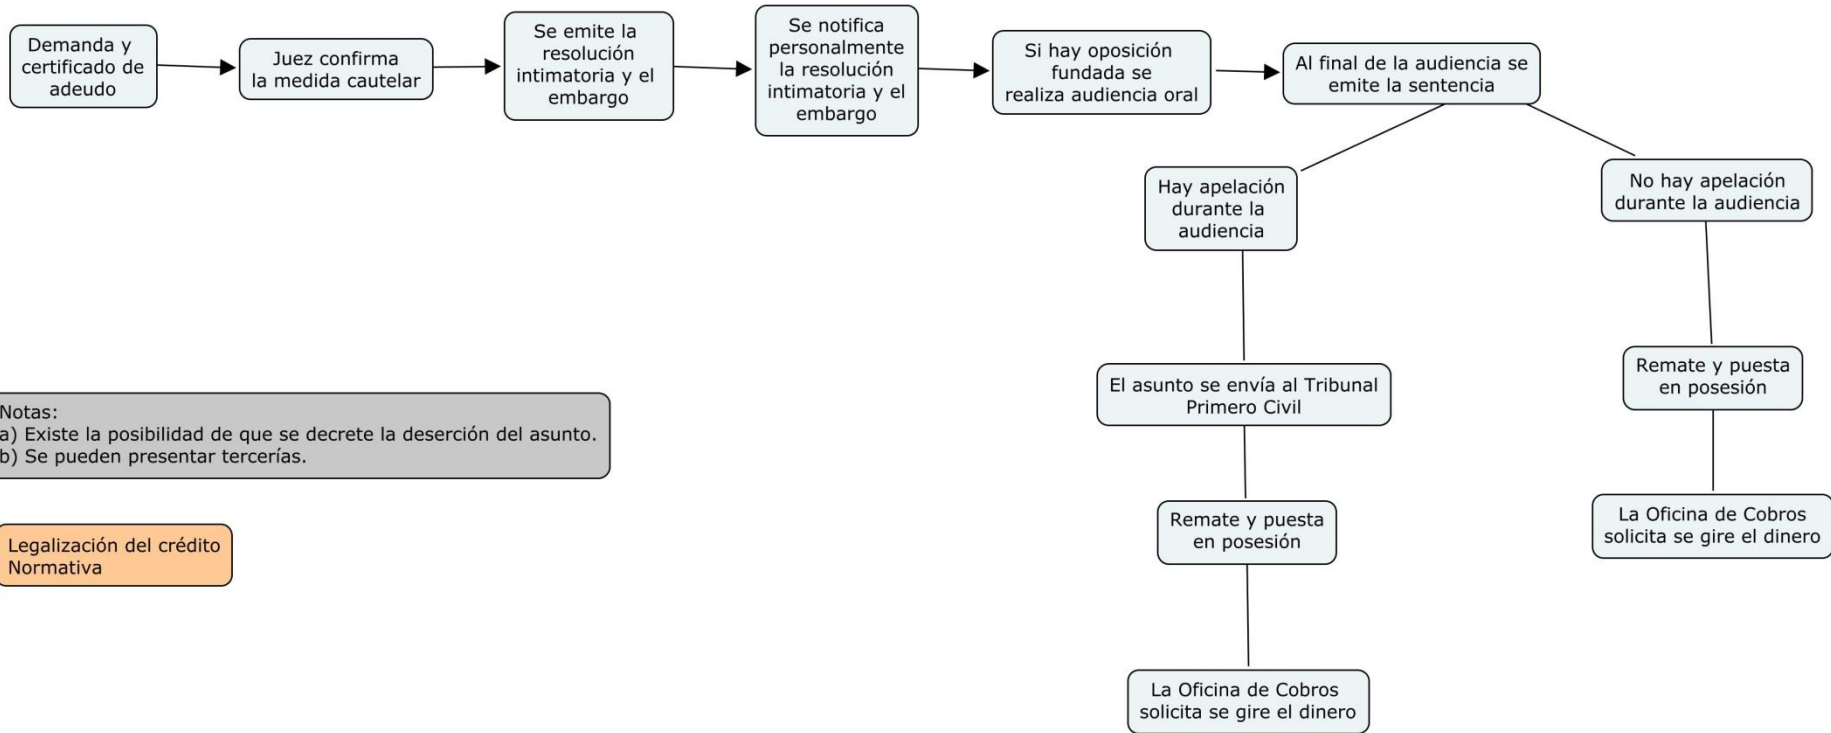 Demanda y
certificado de
adeudo
Juez confirma
la medida cautelar
Se emite la
resolución
intimatoria y el
embargo
Se notifica
personalmente
la resolución
intimatoria y el
embargo
Si hay oposición
fundada se
realiza audiencia oral
Al final de la audiencia se
emite la sentencia
Hay apelación
durante la
audiencia
No hay apelación
durante la audiencia
El asunto se envía al Tribunal
Primero Civil
Remate y puesta
en posesión
Remate y puesta
en posesión
La Oficina de Cobros
solicita se gire el dinero
La Oficina de Cobros
solicita se gire el dinero
Notas:
a) Existe la posibilidad de que se decrete la deserción del asunto.
b) Se pueden presentar tercerías.
Legalización del crédito
Normativa